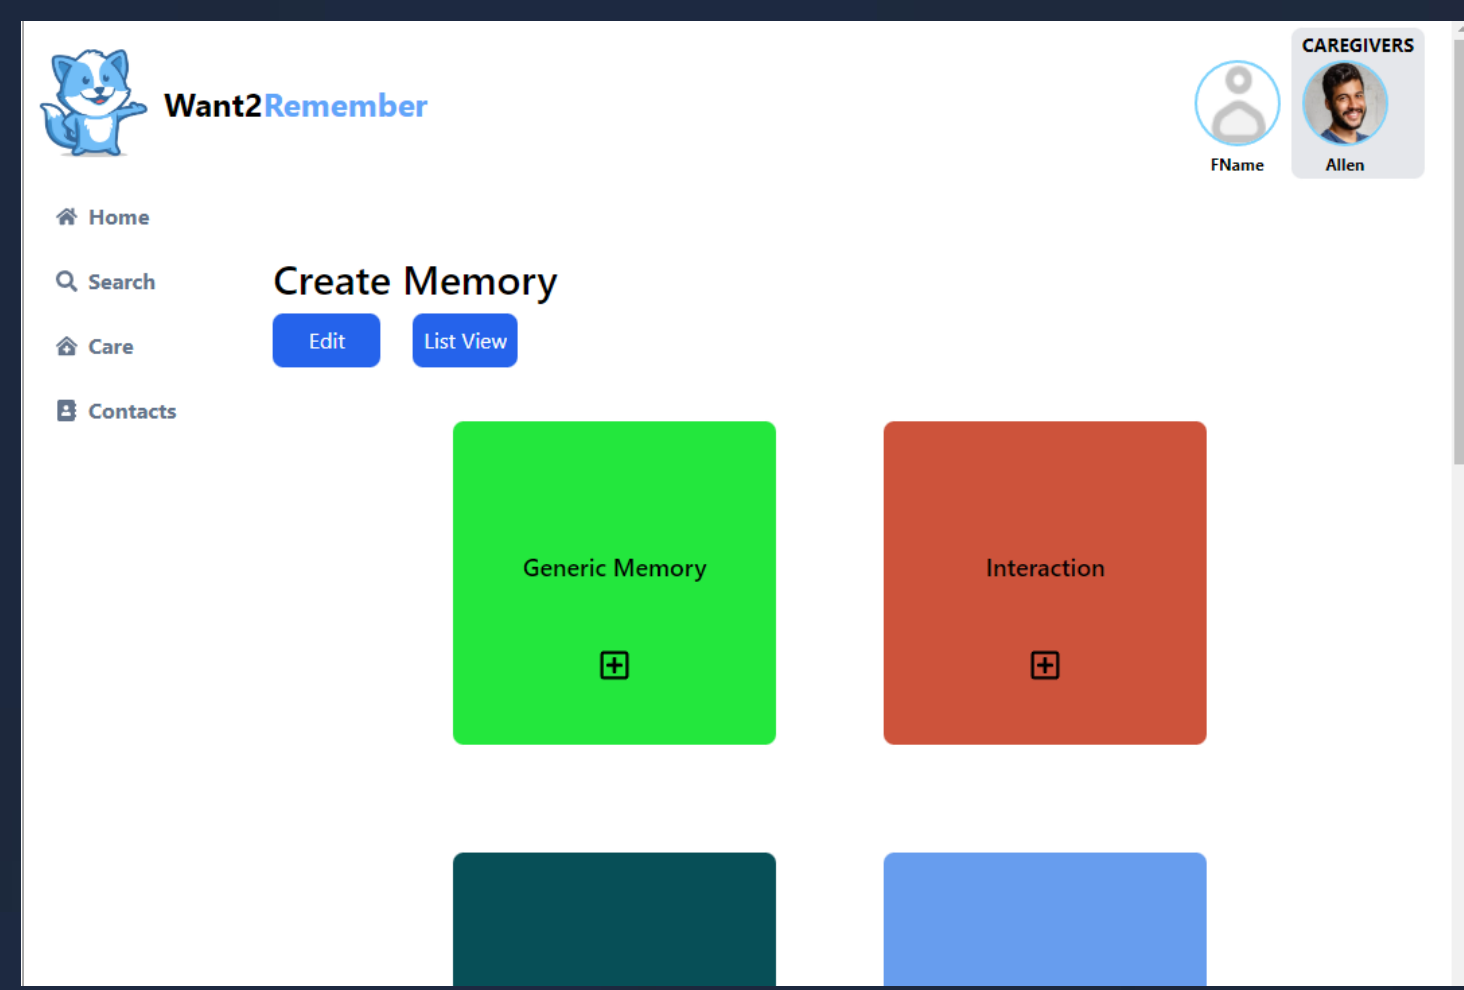 Want2Remember
CAREGIVERS
FName
Allen
Home
Search
Care
Contacts
Create Memory
Edit
List View
Generic Memory
Interaction